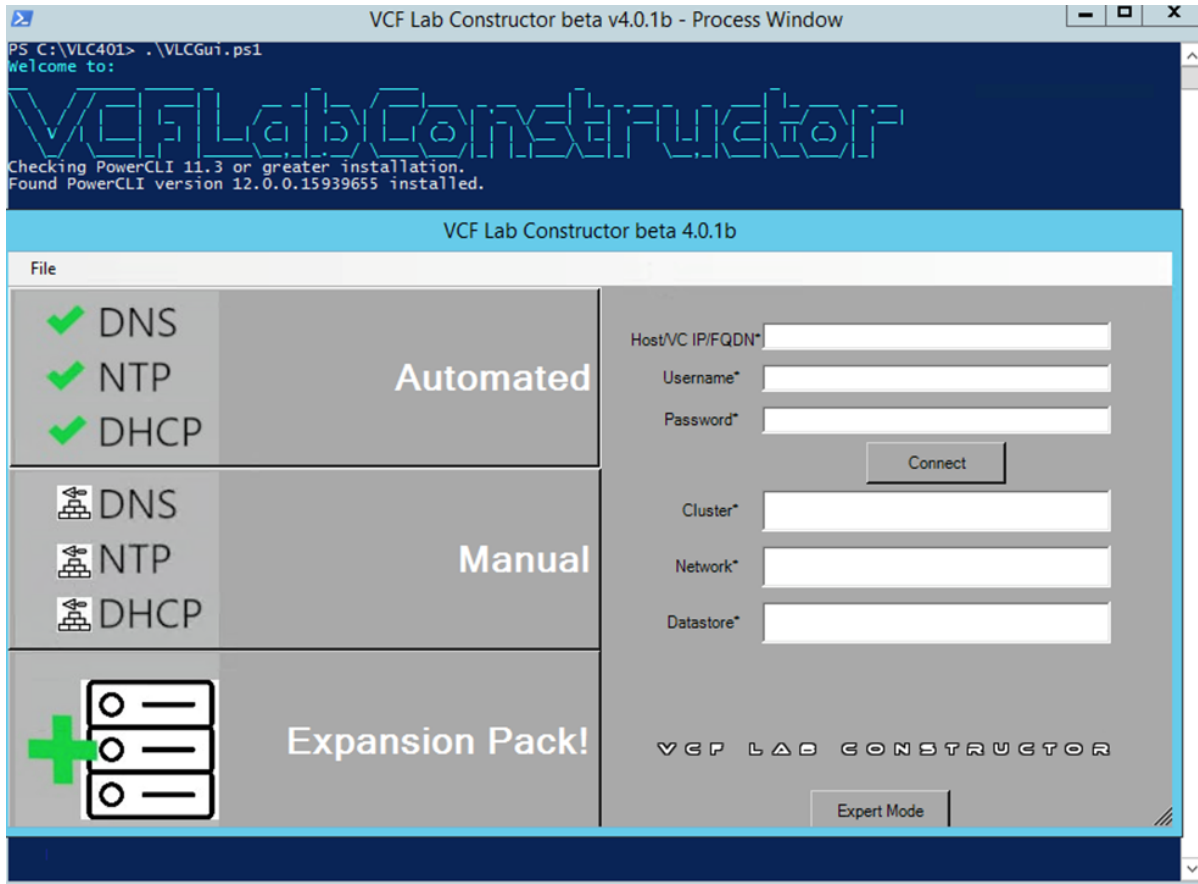 VCF Lab Constructor beta v4.0.1b - Process Window
PS C:\VLC401> .\VLCGui.ps1
Welcome to:
VCFLabConstructor
Checking PowerCLI 11.3 or greater installation.
Found PowerCLI version 12.0.0.15939655 installed.
VCF Lab Constructor beta 4.0.1b
File
DNS
NTP
DHCP
Automated
DNS
NTP
DHCP
Manual
Expansion Pack!
Host/VC IP/FQDN*
Username*
Password*
Connect
Cluster*
Network*
Datastore*
VCF LAB CONSTRUCTOR
Expert Mode